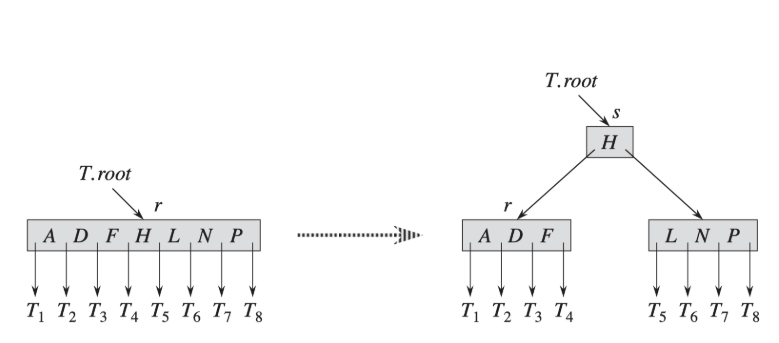 T.root
s
H
T.root
r
r
A D F H L N P
A D F
L N P
T1 T2 T3 T4 T5 T6 T7 T8
T1 T2 T3 T4
T5 T6 T7 T8